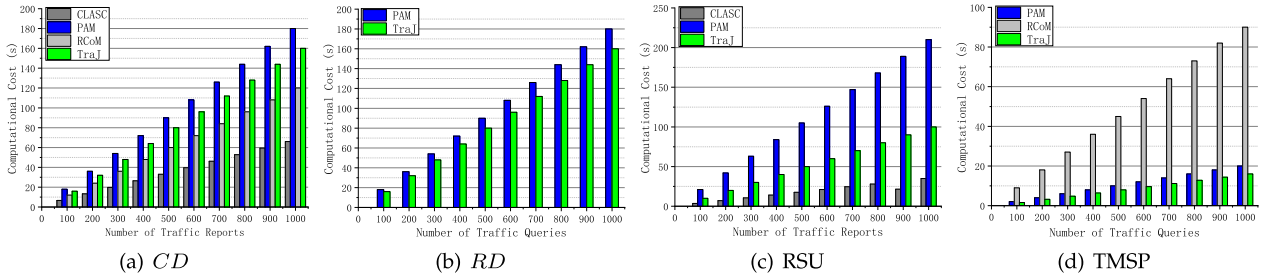 CLASC
PAM
RCoM
TraJ
Computational Cost (s)
200
180
160
140
120
100
80
60
40
20
0
0 100 200 300 400 500 600 700 800 900 1000
Number of Traffic Reports
(a) CD
PAM
TraJ
Computational Cost (s)
200
180
160
140
120
100
80
60
40
20
0
0 100 200 300 400 500 600 700 800 900 1000
Number of Traffic Queries
(b) RD
CLASC
PAM
TraJ
Computational Cost (s)
250
200
150
100
50
0
0 100 200 300 400 500 600 700 800 900 1000
Number of Traffic Reports
(c) RSU
PAM
RCoM
TraJ
Computational Cost (s)
100
80
60
40
20
0
0 100 200 300 400 500 600 700 800 900 1000
Number of Traffic Queries
(d) TMSP